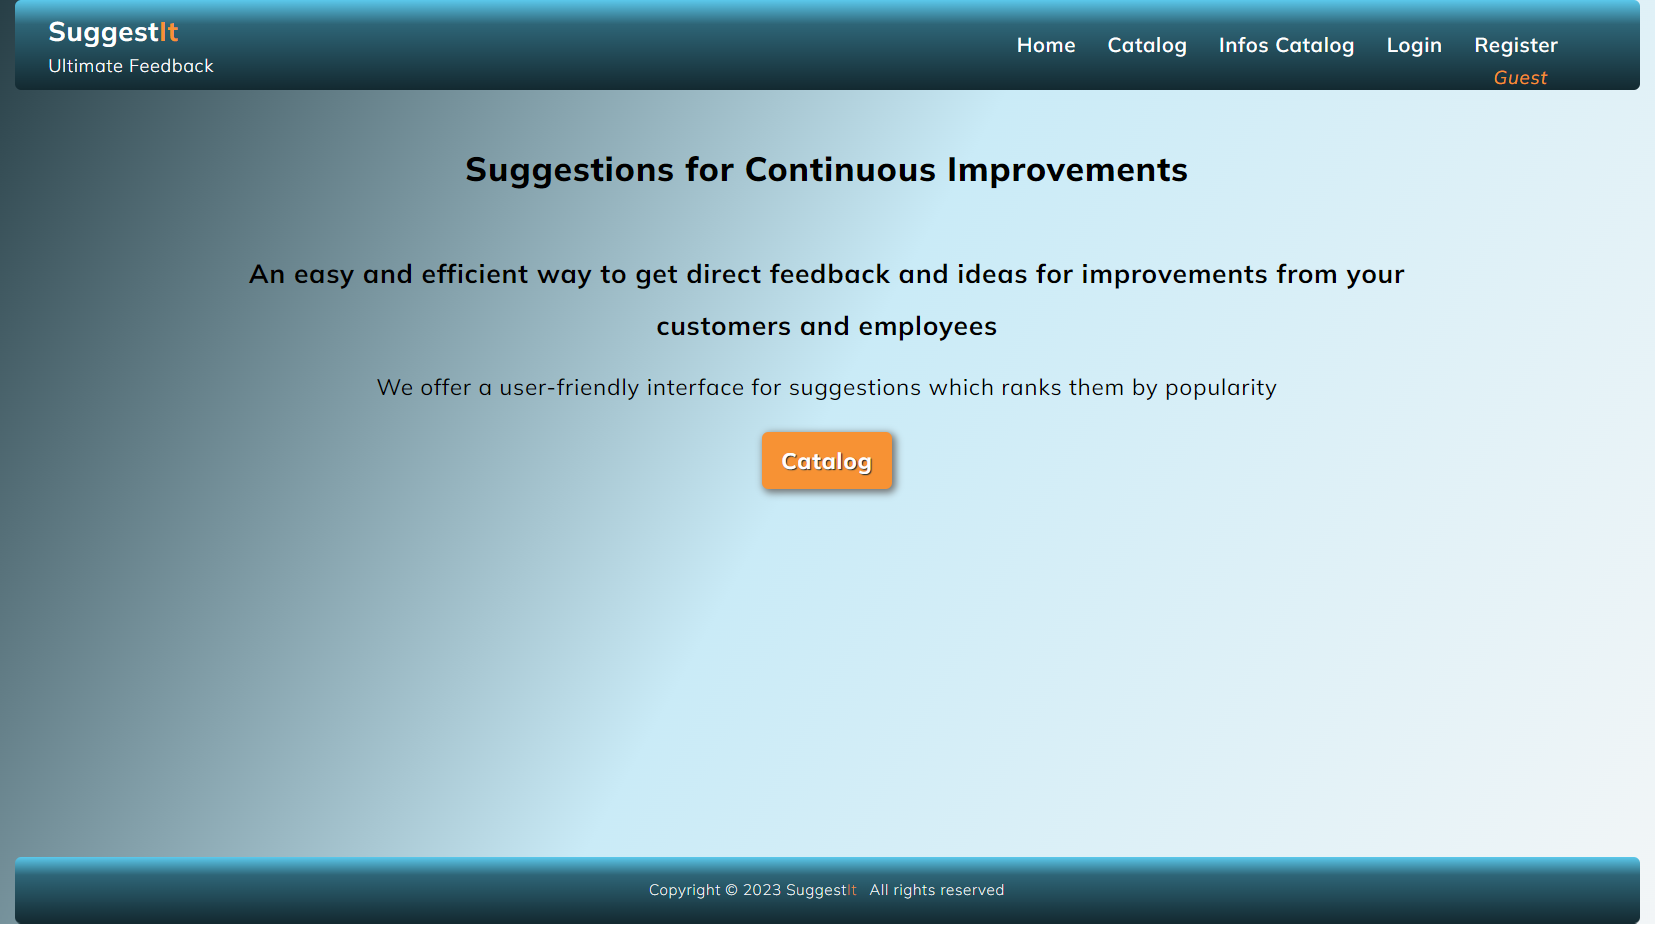 SuggestIt
Ultimate Feedback
Home Catalog Infos Catalog Login Register
Guest
Suggestions for Continuous Improvements
An easy and efficient way to get direct feedback and ideas for improvements from your
customers and employees
We offer a user-friendly interface for suggestions which ranks them by popularity
Catalog
Copyright © 2023 SuggestIt All rights reserved